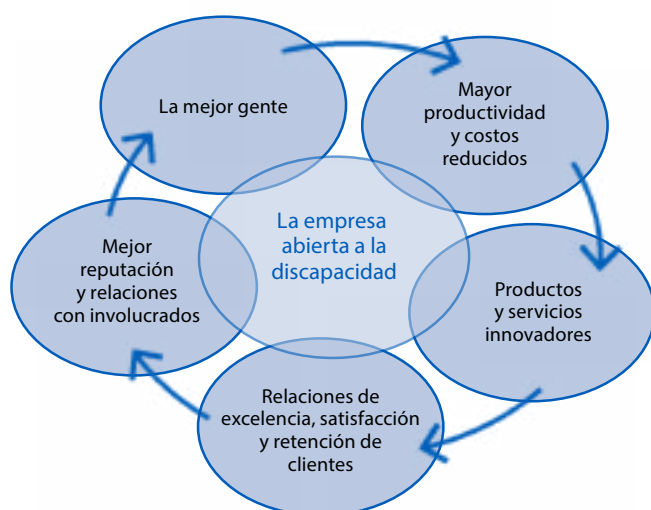 La mejor gente
Mayor
productividad
y costos
reducidos
Productos
y servicios
innovadores
Relaciones de
excelencia, satisfacción
y retención de
clientes
Mejor
reputación
y relaciones
con involucrados
La empresa
abierta a la
discapacidad